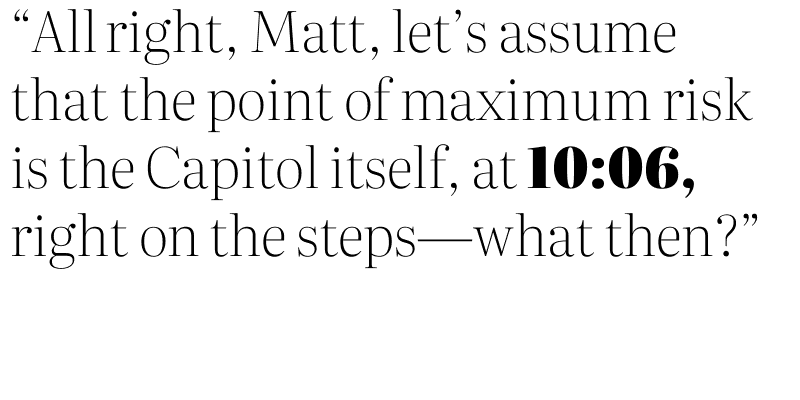 “All right, Matt, let’s assume
that the point of maximum risk
is the Capitol itself, at 10:06,
right on the steps—what then?”